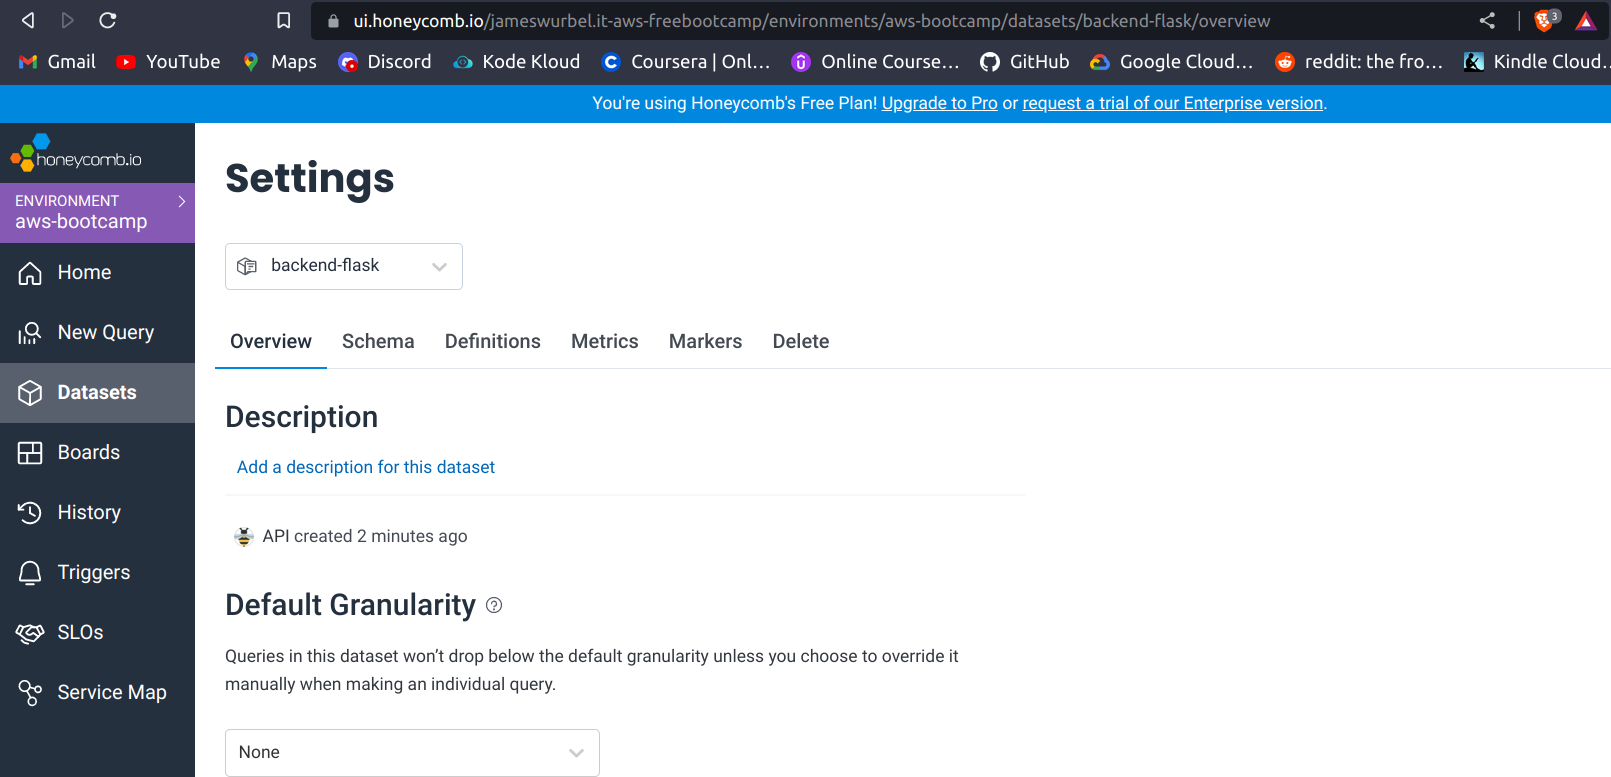 ui.honeycomb.io/jameswurbel.it-aws-freebootcamp/environments/aws-bootcamp/datasets/backend-flask/overview
3
Gmail YouTube Maps Discord Kode Kloud Coursera | Onl... Online Course... GitHub Google Cloud... reddit: the fro... Kindle Cloud..
You're using Honeycomb's Free Plan! Upgrade to Pro or request a trial of our Enterprise version.
honeycomb.io
ENVIRONMENT
aws-bootcamp
Home
New Query
Datasets
Boards
History
Triggers
SLOs
Service Map
Settings
backend-flask
Overview Schema Definitions Metrics Markers Delete
Description
Add a description for this dataset
API created 2 minutes ago
Default Granularity ?
Queries in this dataset won’t drop below the default granularity unless you choose to override it
manually when making an individual query.
None